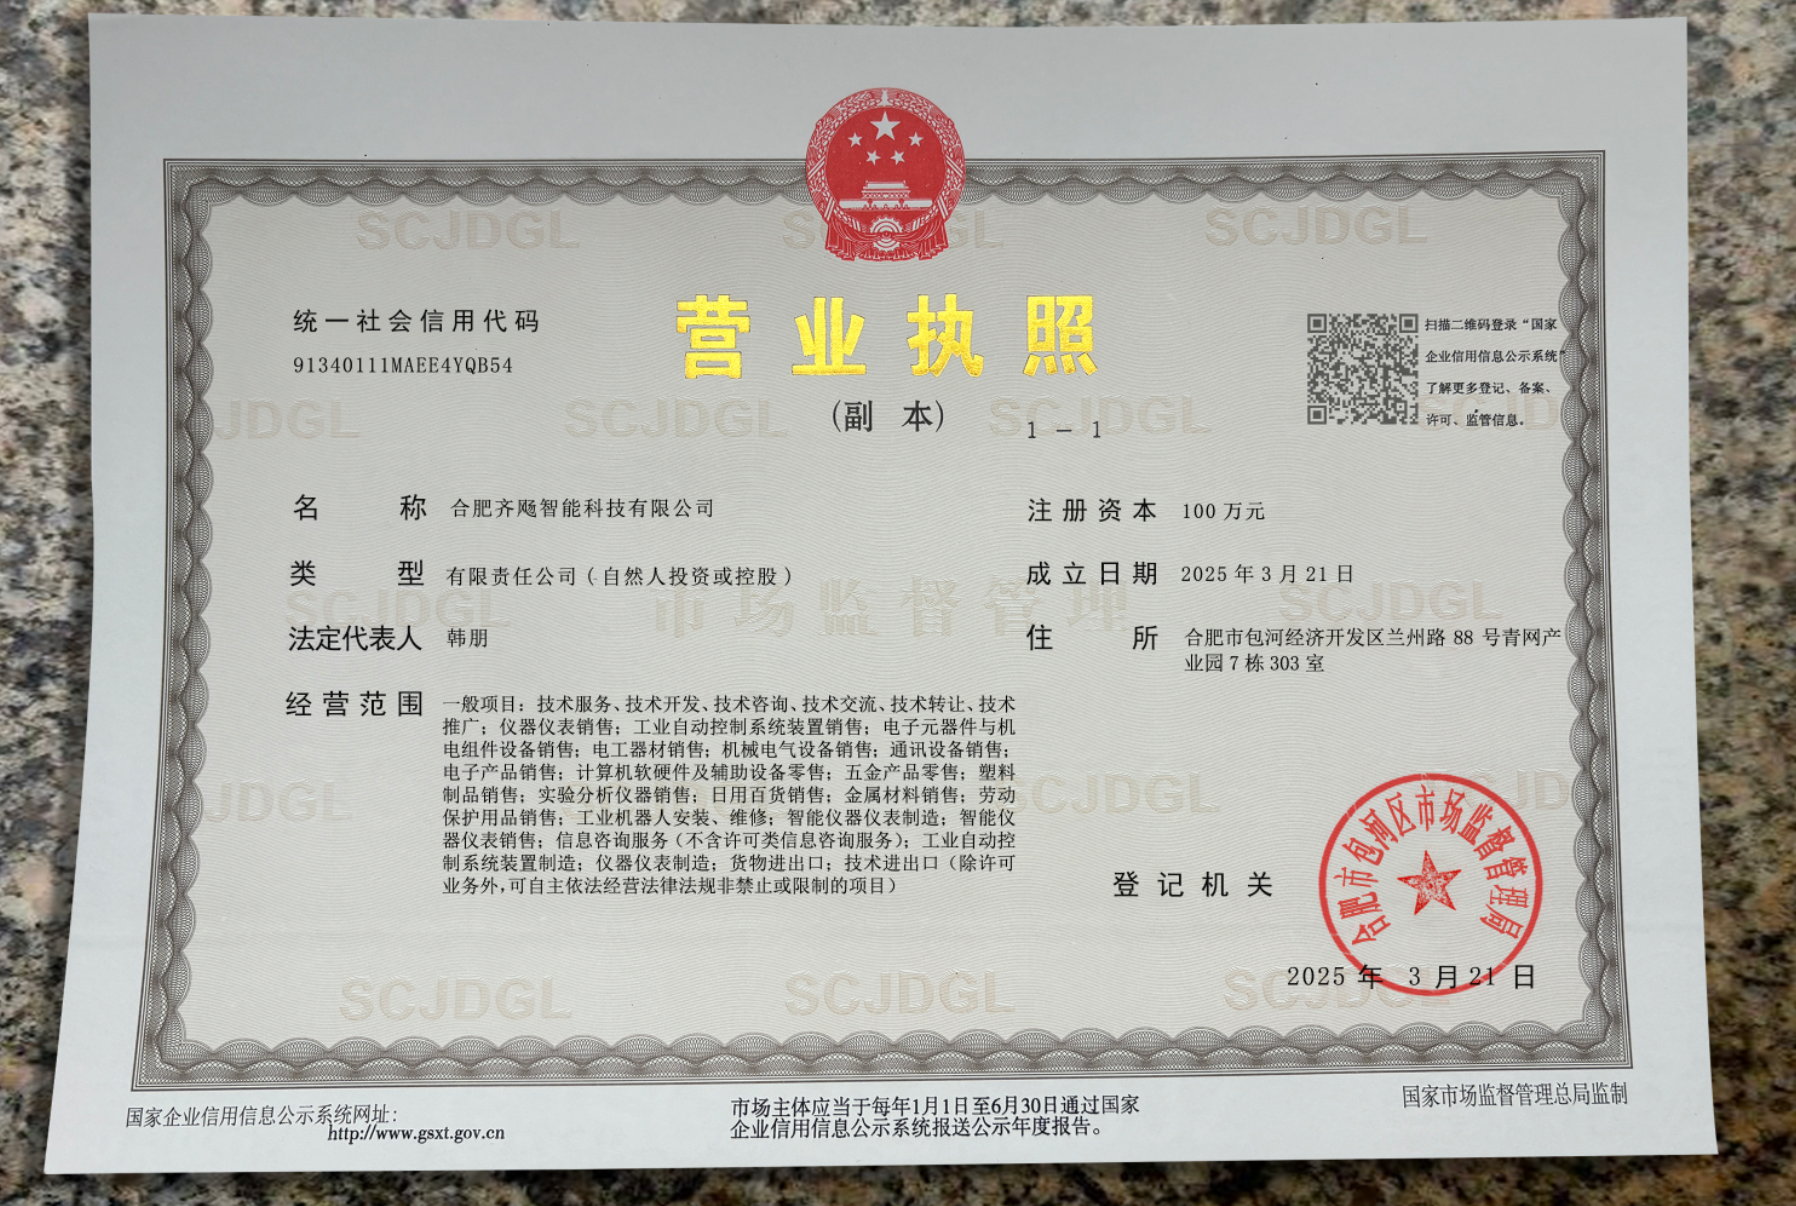 统一社会信用代码
91340111MAEE4YQB54
营业执照
(副 本)
1 - 1
扫描二维码登录“国家
企业信用信息公示系统”
了解更多登记、备案、
许可、监管信息。
名 称 合肥齐飏智能科技有限公司
类 型 有限责任公司(自然人投资或控股)
法定代表人 韩朋
经营范围 一般项目：技术服务、技术开发、技术咨询、技术交流、技术转让、技术
推广；仪器仪表销售；工业自动控制系统装置销售；电子元器件与机
电组件设备销售；电工器材销售；机械电气设备销售；通讯设备销售；
电子产品销售；计算机软硬件及辅助设备零售；五金产品零售；塑料
制品销售；实验分析仪器销售；日用百货销售；金属材料销售；劳动
保护用品销售；工业机器人安装、维修；智能仪器仪表制造；智能仪
器仪表销售；信息咨询服务（不含许可类信息咨询服务）；工业自动控
制系统装置制造；仪器仪表制造；货物进出口；技术进出口（除许可
业务外，可自主依法经营法律法规非禁止或限制的项目）
注册资本 100万元
成立日期 2025年3月21日
住 所 合肥市包河经济开发区兰州路88号青网产
业园7栋303室
登记机关
合肥市包河区市场监督管理局
2025 年 3 月 21 日
SCJDGL
市场监督管理
国家企业信用信息公示系统网址：
http://www.gsxt.gov.cn
市场主体应当于每年1月1日至6月30日通过国家
企业信用信息公示系统报送公示年度报告。
国家市场监督管理总局监制